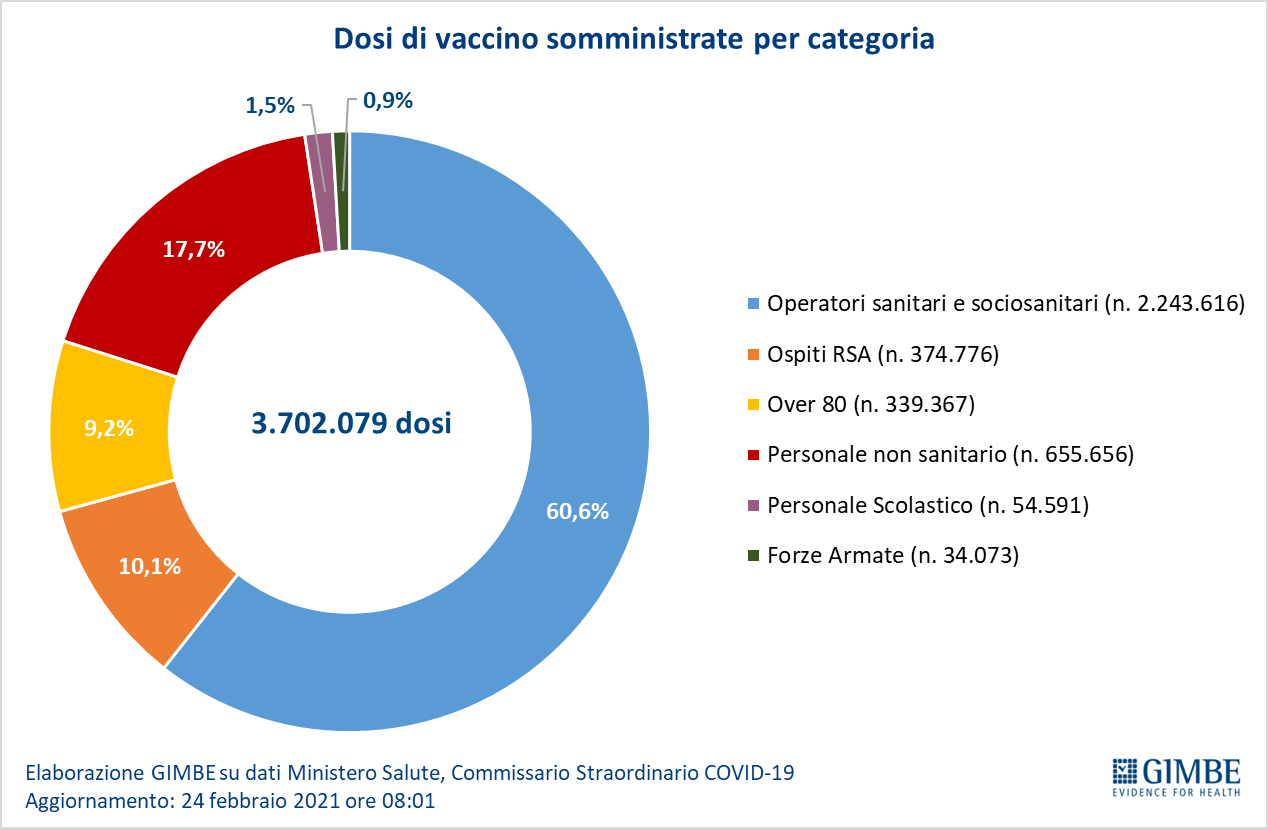 Dosi di vaccino somministrate per categoria
1,5%
0,9%
17,7%
9,2%
10,1%
60,6%
3.702.079 dosi
Operatori sanitari e sociosanitari (n. 2.243.616)
Ospiti RSA (n. 374.776)
Over 80 (n. 339.367)
Personale non sanitario (n. 655.656)
Personale Scolastico (n. 54.591)
Forze Armate (n. 34.073)
Elaborazione GIMBE su dati Ministero Salute, Commissario Straordinario COVID-19
Aggiornamento: 24 febbraio 2021 ore 08:01
GIMBE
EVIDENCE FOR HEALTH